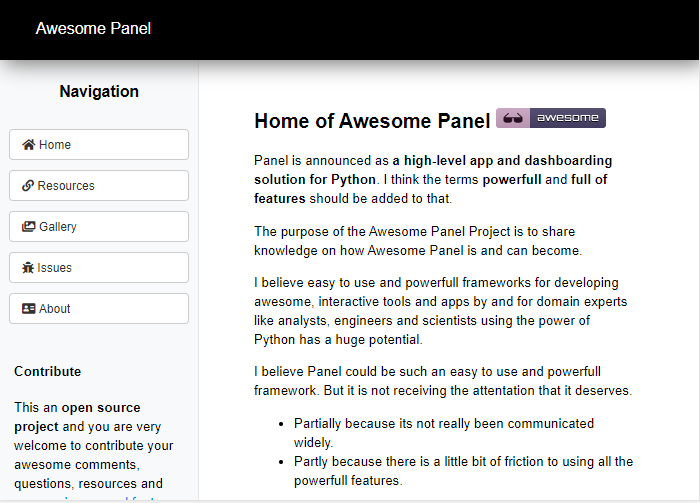 Awesome Panel
Navigation
Home
Resources
Gallery
Issues
About
Contribute
This an open source
project and you are very
welcome to contribute your
awesome comments,
questions, resources and
Home of Awesome Panel awesome
Panel is announced as a high-level app and dashboarding
solution for Python. I think the terms powerfull and full of
features should be added to that.
The purpose of the Awesome Panel Project is to share
knowledge on how Awesome Panel is and can become.
I believe easy to use and powerfull frameworks for developing
awesome, interactive tools and apps by and for domain experts
like analysts, engineers and scientists using the power of
Python has a huge potential.
I believe Panel could be such an easy to use and powerfull
framework. But it is not receiving the attentation that it deserves.
• Partially because its not really been communicated
widely.
• Partly because there is a little bit of friction to using all the
powerfull features.